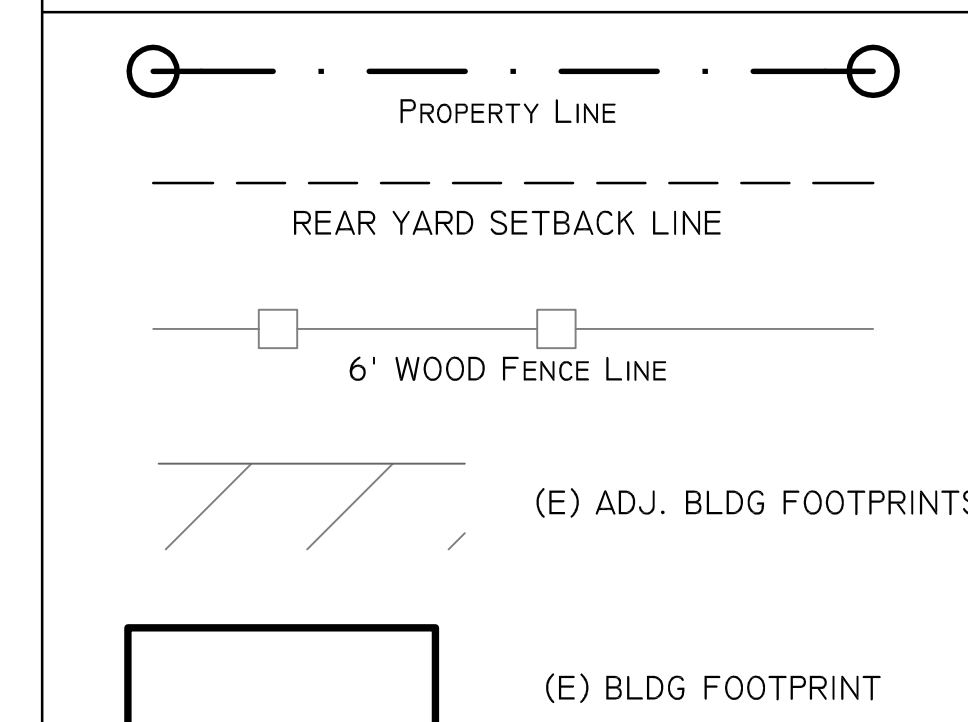 Property Line
REAR YARD SETBACK LINE
6' WOOD Fence Line
(E) ADJ. BLDG FOOTPRINTS
(E) BLDG FOOTPRINT